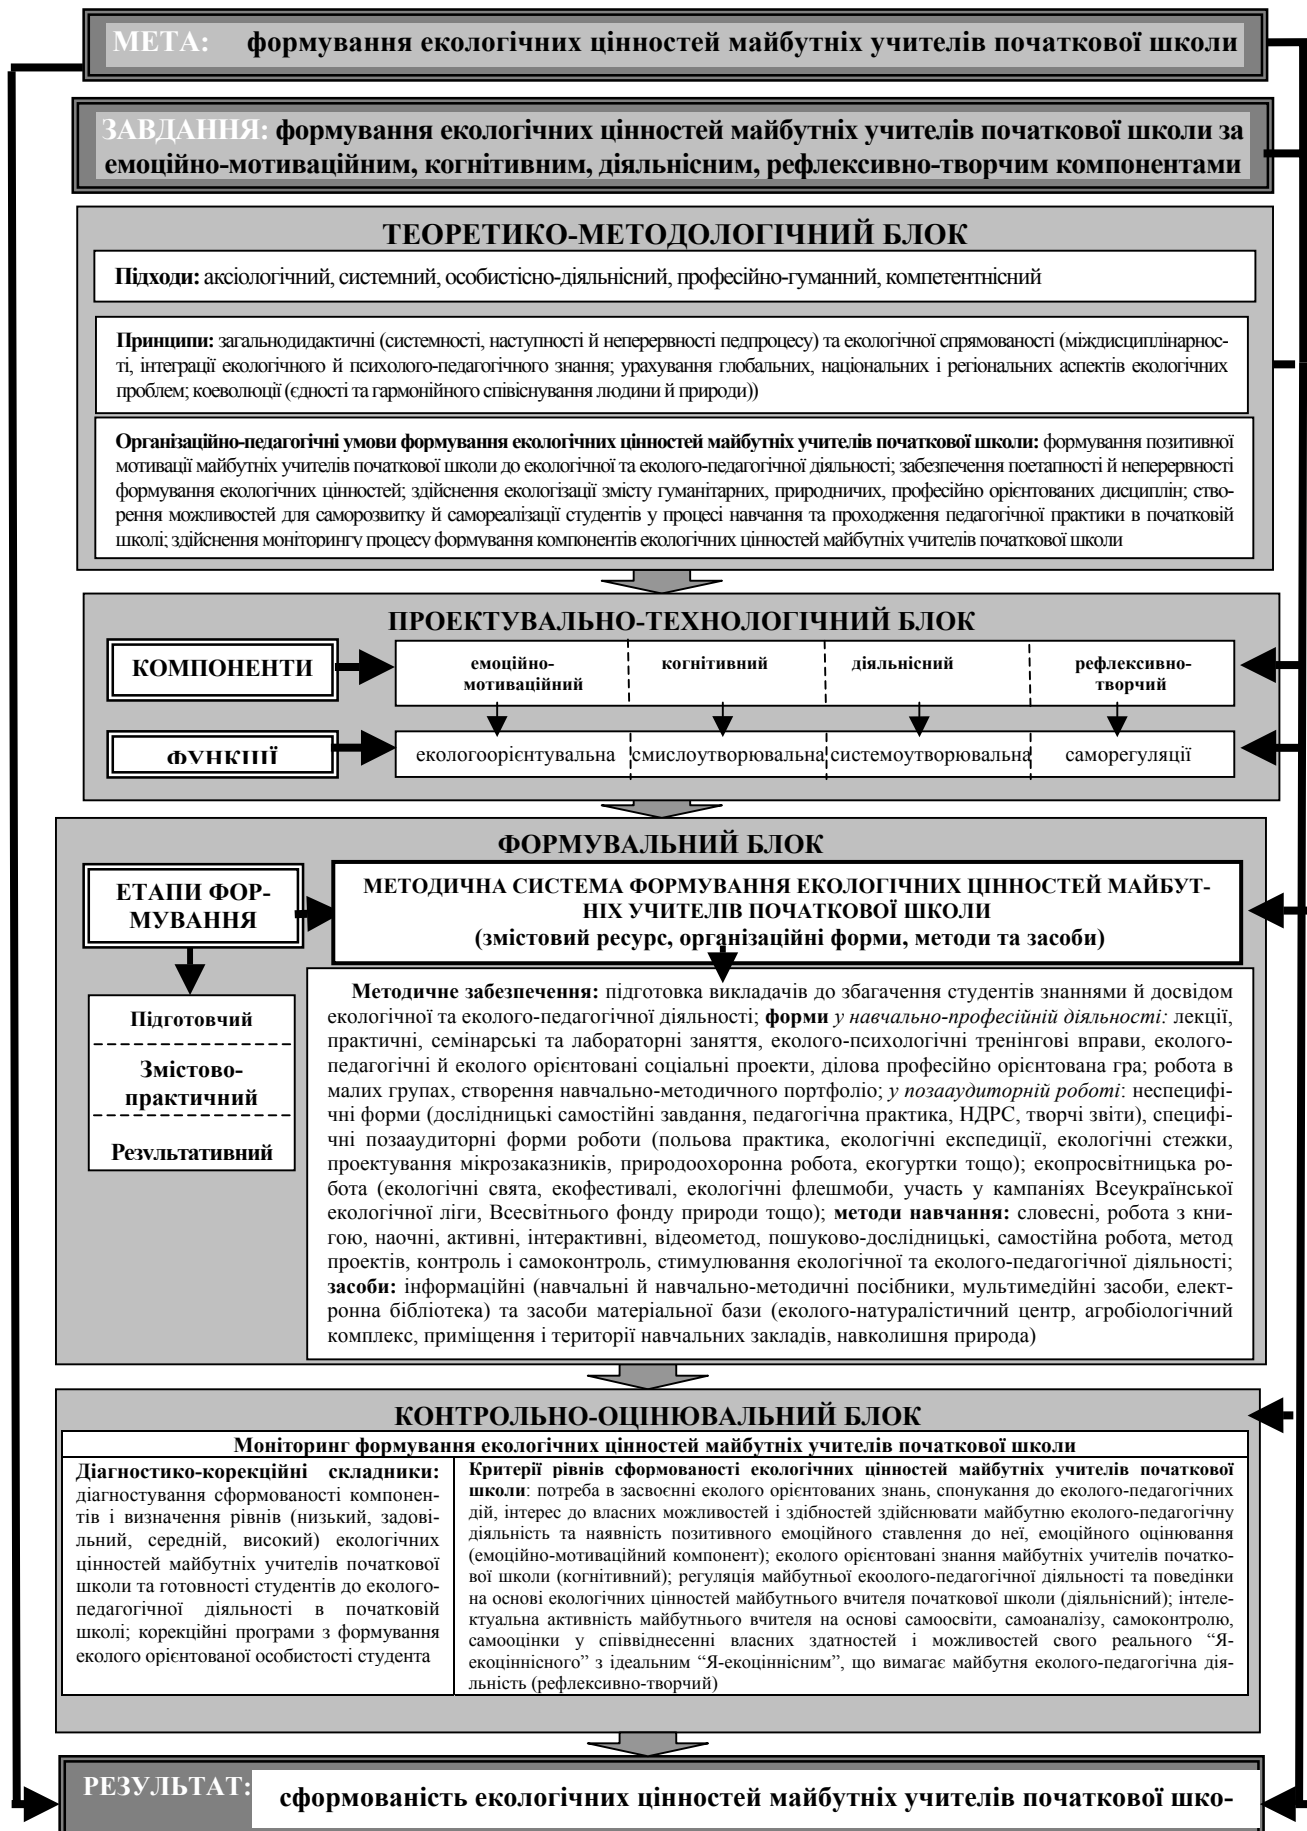 МЕТА: формування екологічних цінностей майбутніх учителів початкової школи
ЗАВДАННЯ: формування екологічних цінностей майбутніх учителів початкової школи за
емоційно-мотиваційним, когнітивним, діяльнісним, рефлексивно-творчим компонентами
ТЕОРЕТИКО-МЕТОДОЛОГІЧНИЙ БЛОК
Підходи: аксіологічний, системний, особистісно-діяльнісний, професійно-гуманний, компетентнісний
Принципи: загальнодидактичні (системності, наступності й неперервності педпроцесу) та екологічної спрямованості (міждисциплінарнос-
ті, інтеграції екологічного й психолого-педагогічного знання; урахування глобальних, національних і регіональних аспектів екологічних
проблем; коеволюції (єдності та гармонійного співіснування людини й природи))
Організаційно-педагогічні умови формування екологічних цінностей майбутніх учителів початкової школи: формування позитивної
мотивації майбутніх учителів початкової школи до екологічної та еколого-педагогічної діяльності; забезпечення поетапності й неперервності
формування екологічних цінностей; здійснення екологізації змісту гуманітарних, природничих, професійно орієнтованих дисциплін; ство-
рення можливостей для саморозвитку й самореалізації студентів у процесі навчання та проходження педагогічної практики в початковій
школі; здійснення моніторингу процесу формування компонентів екологічних цінностей майбутніх учителів початкової школи
ПРОЕКТУВАЛЬНО-ТЕХНОЛОГІЧНИЙ БЛОК
КОМПОНЕНТИ
емоційно-
мотиваційний
когнітивний
діяльнісний
рефлексивно-
творчий
ФУНКЦІЇ
екологоорієнтувальна
смислоутворювальна
системоутворювальна
саморегуляції
ФОРМУВАЛЬНИЙ БЛОК
ЕТАПИ ФОР-
МУВАННЯ
МЕТОДИЧНА СИСТЕМА ФОРМУВАННЯ ЕКОЛОГІЧНИХ ЦІННОСТЕЙ МАЙБУТ-
НІХ УЧИТЕЛІВ ПОЧАТКОВОЇ ШКОЛИ
(змістовий ресурс, організаційні форми, методи та засоби)
Підготовчий
Змістово-
практичний
Результативний
Методичне забезпечення: підготовка викладачів до збагачення студентів знаннями й досвідом
екологічної та еколого-педагогічної діяльності; форми у навчально-професійній діяльності: лекції,
практичні, семінарські та лабораторні заняття, еколого-психологічні тренінгові вправи, еколого-
педагогічні й еколого орієнтовані соціальні проекти, ділова професійно орієнтована гра; робота в
малих групах, створення навчально-методичного портфоліо; у позааудиторній роботі: неспецифі-
чні форми (дослідницькі самостійні завдання, педагогічна практика, НДРС, творчі звіти), специфі-
чні позааудиторні форми роботи (польова практика, екологічні експедиції, екологічні стежки,
проектування мікрозаказників, природоохоронна робота, екогуртки тощо); екопросвітницька ро-
бота (екологічні свята, екофестивалі, екологічні флешмоби, участь у кампаніях Всеукраїнської
екологічної ліги, Всесвітнього фонду природи тощо); методи навчання: словесні, робота з кни-
гою, наочні, активні, інтерактивні, відеометод, пошуково-дослідницькі, самостійна робота, метод
проектів, контроль і самоконтроль, стимулювання екологічної та еколого-педагогічної діяльності;
засоби: інформаційні (навчальні й навчально-методичні посібники, мультимедійні засоби, елект-
ронна бібліотека) та засоби матеріальної бази (еколого-натуралістичний центр, агробіологічний
комплекс, приміщення і території навчальних закладів, навколишня природа)
КОНТРОЛЬНО-ОЦІНЮВАЛЬНИЙ БЛОК
Моніторинг формування екологічних цінностей майбутніх учителів початкової школи
Діагностико-корекційні складники:
діагностування сформованості компонен-
тів і визначення рівнів (низький, задові-
льний, середній, високий) екологічних
цінностей майбутніх учителів початкової
школи та готовності студентів до еколого-
педагогічної діяльності в початковій
школі; корекційні програми з формування
еколого орієнтованої особистості студента
Критерії рівнів сформованості екологічних цінностей майбутніх учителів початкової
школи: потреба в засвоєнні еколого орієнтованих знань, спонукання до еколого-педагогічних
дій, інтерес до власних можливостей і здібностей здійснювати майбутню еколого-педагогічну
діяльність та наявність позитивного емоційного ставлення до неї, емоційного оцінювання
(емоційно-мотиваційний компонент); еколого орієнтовані знання майбутніх учителів початко-
вої школи (когнітивний); регуляція майбутньої екоолого-педагогічної діяльності та поведінки
на основі екологічних цінностей майбутнього вчителя початкової школи (діяльнісний); інтеле-
ктуальна активність майбутнього вчителя на основі самоосвіти, самоаналізу, самоконтролю,
самооцінки у співвіднесенні власних здатностей і можливостей свого реального “Я-
екоціннісного” з ідеальним “Я-екоціннісним”, що вимагає майбутня еколого-педагогічна дія-
льність (рефлексивно-творчий)
РЕЗУЛЬТАТ: сформованість екологічних цінностей майбутніх учителів початкової шко-